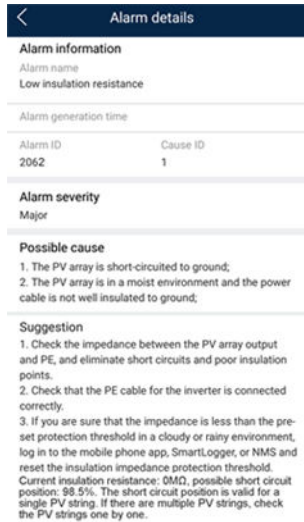 Alarm details
Alarm information
Alarm name
Low insulation resistance
Alarm generation time
Alarm ID Cause ID
2062 1
Alarm severity
Major
Possible cause
1. The PV array is short-circuited to ground;
2. The PV array is in a moist environment and the power
cable is not well insulated to ground;
Suggestion
1. Check the impedance between the PV array output
and PE, and eliminate short circuits and poor insulation
points.
2. Check that the PE cable for the inverter is connected
correctly.
3. If you are sure that the impedance is less than the pre-
set protection threshold in a cloudy or rainy environment,
log in to the mobile phone app, SmartLogger, or NMS and
reset the insulation impedance protection threshold.
Current insulation resistance: 0MΩ, possible short circuit
position: 98.5%. The short circuit position is valid for a
single PV string. If there are multiple PV strings, check
the PV strings one by one.